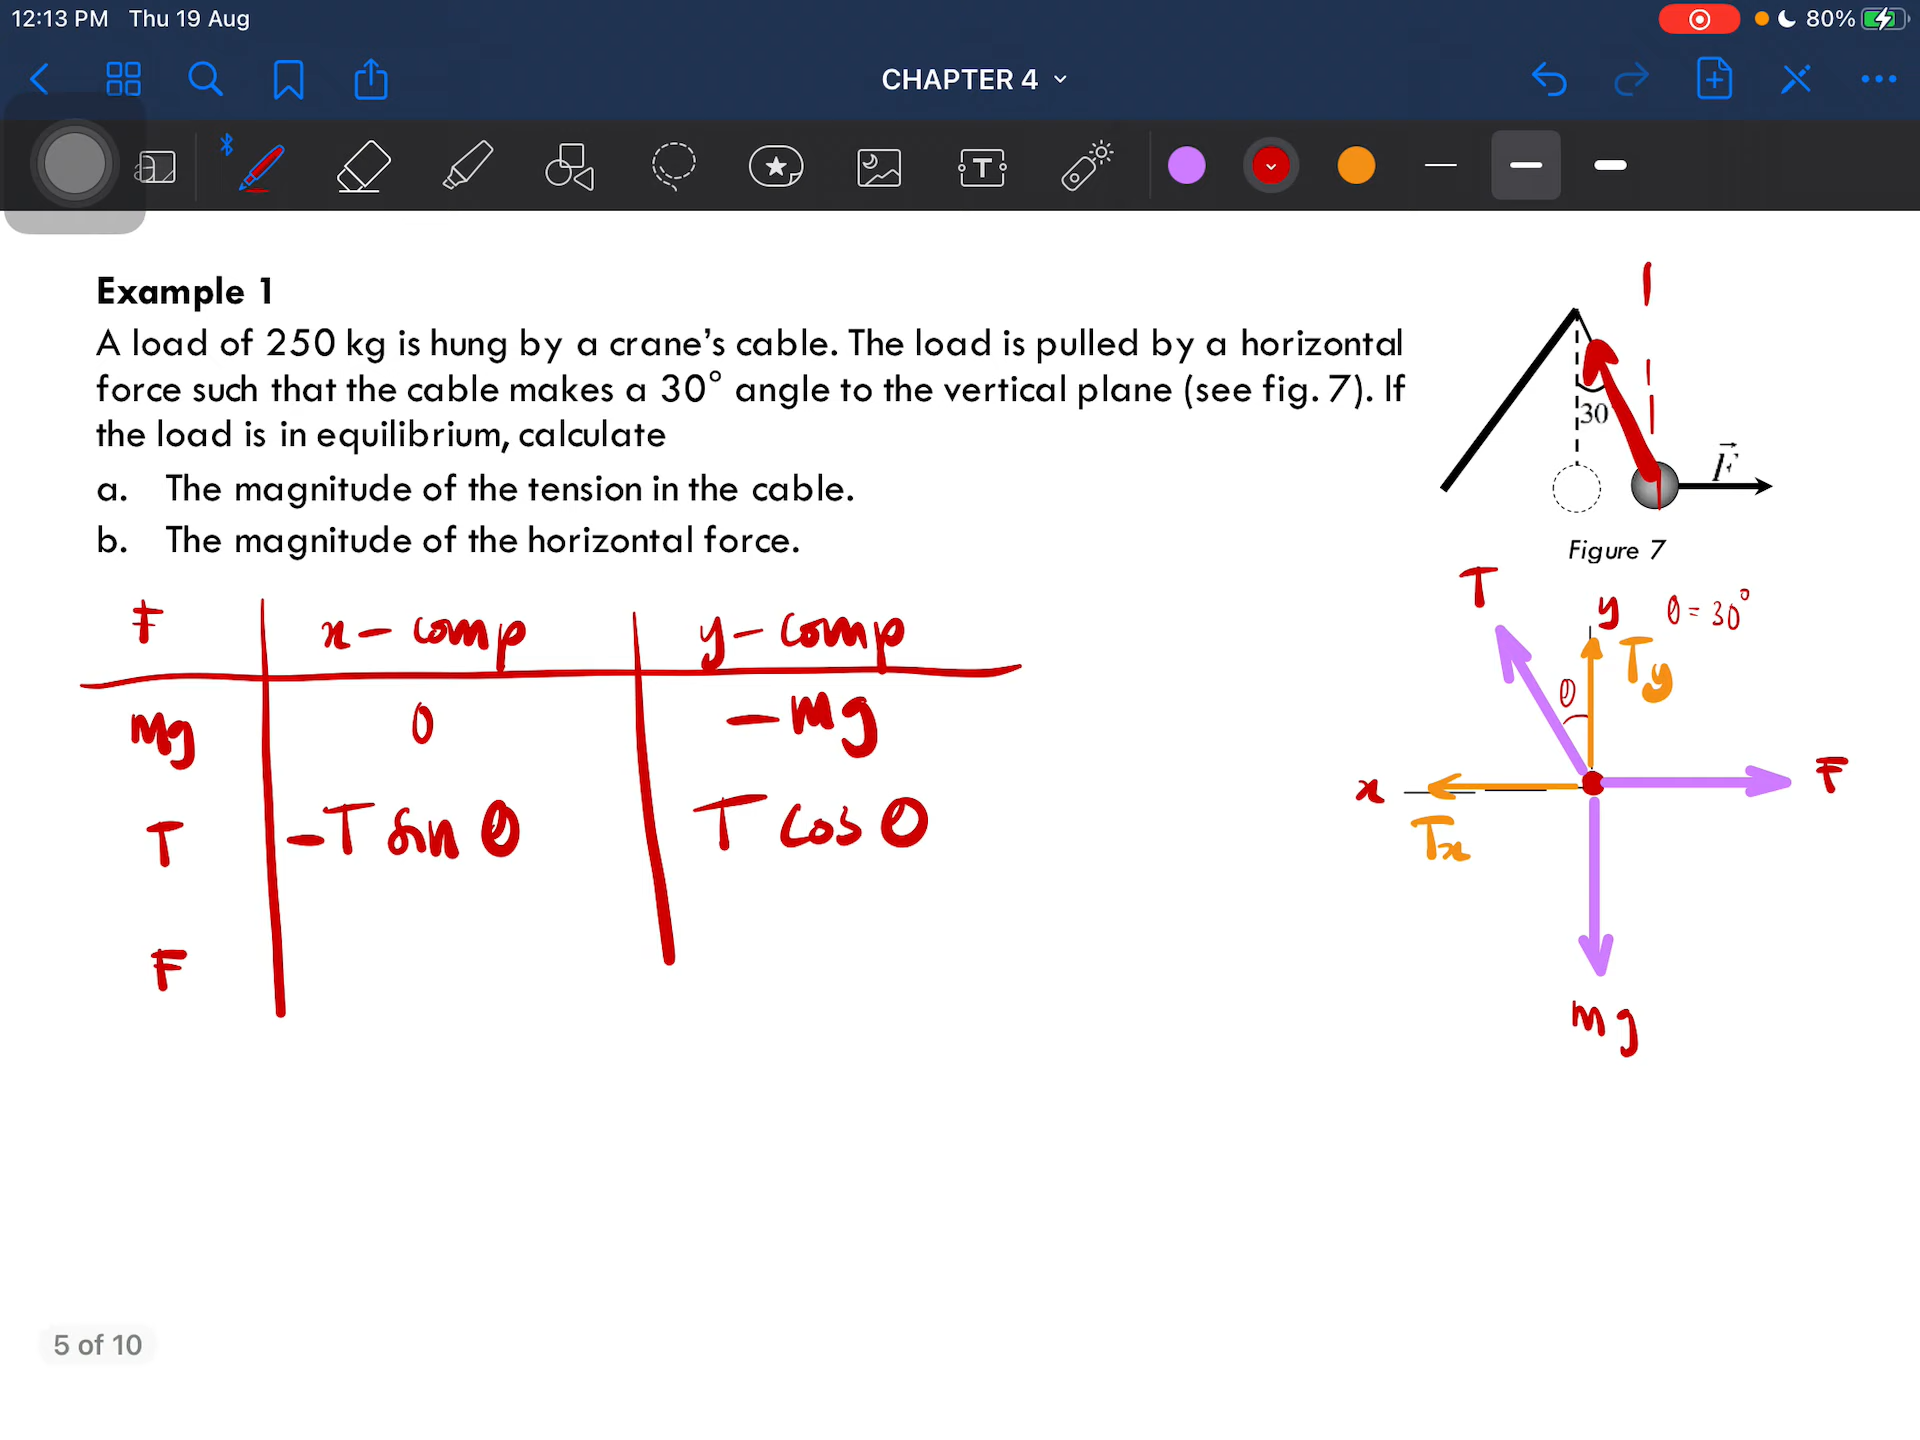 12:13 PM Thu 19 Aug
80%
CHAPTER 4
Example 1
A load of 250 kg is hung by a crane's cable. The load is pulled by a horizontal
force such that the cable makes a 30° angle to the vertical plane (see fig. 7). If
the load is in equilibrium, calculate
a. The magnitude of the tension in the cable.
b. The magnitude of the horizontal force.
30
F⃗
Figure 7
F x-comp y-comp
Mg 0 -Mg
T -T sin θ T cos θ
F
T
y θ = 30°
Ty
θ
x
F
Tx
mg
5 of 10